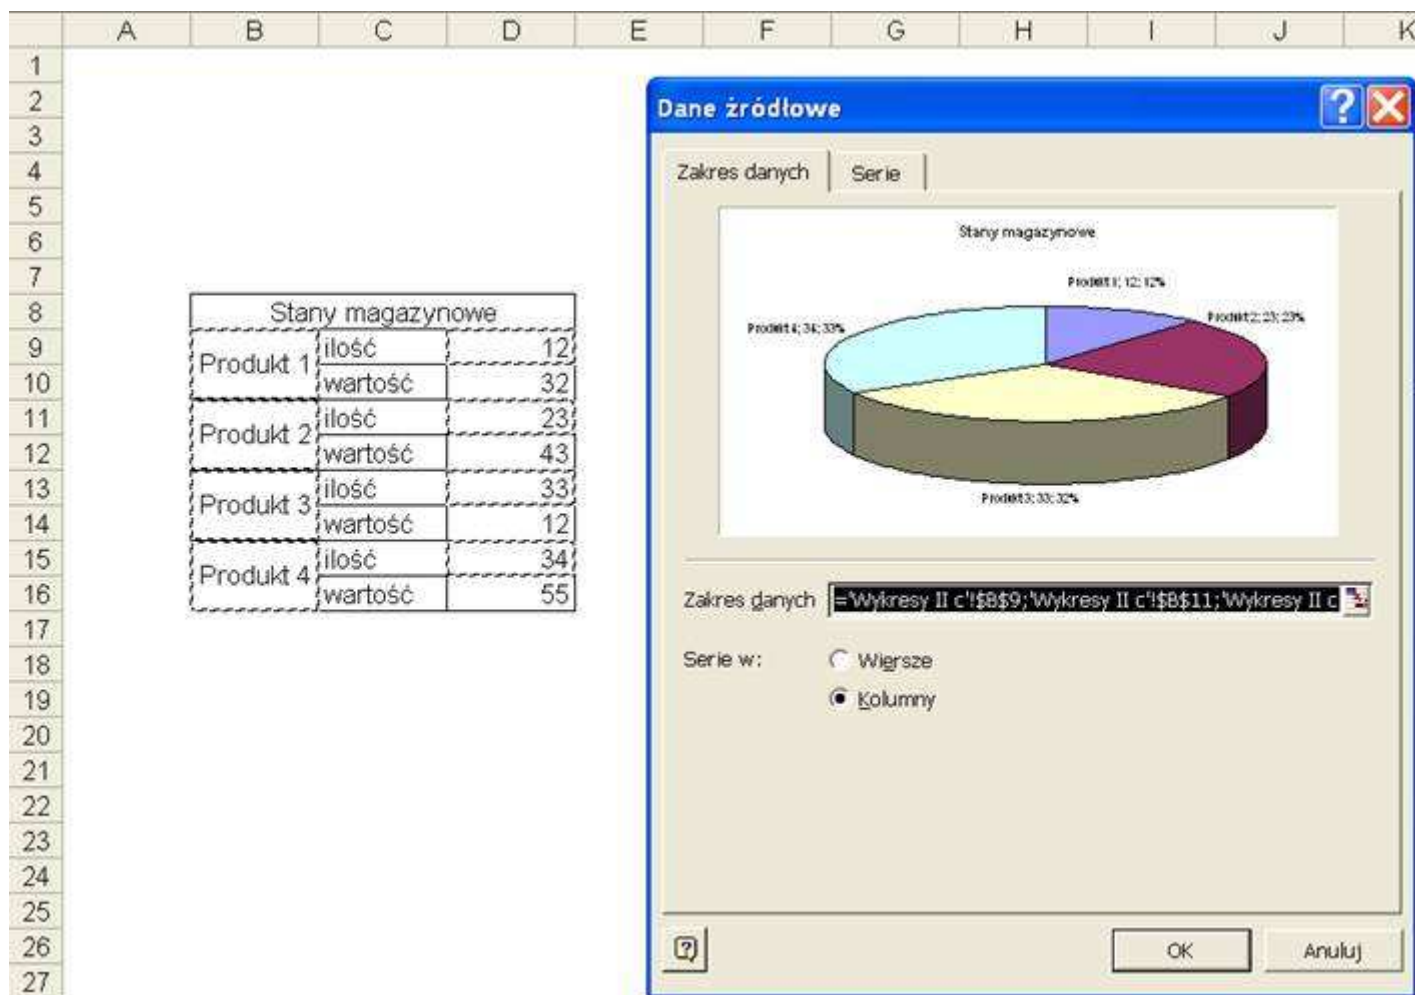 A B C D E F G H I J K
1
2
Dane źródłowe
3
4
Zakres danych Serie
5
6
Stany magazynowe
7
Produkt 1; 12; 12%
8 Stany magazynowe
Produkt 4; 34; 33% Produkt 2; 23; 23%
9 ilość 12
Produkt 1
10 wartość 32
11 ilość 23
Produkt 2
12 wartość 43
13 ilość 33
Produkt 3
Produkt 3; 33; 32%
14 wartość 12
15 ilość 34
Produkt 4
16 wartość 55
Zakres danych ='Wykresy II c'!$B$9;'Wykresy II c'!$B$11;'Wykresy II c
17
18
Serie w: Wiersze
19
Kolumny
20
21
22
23
24
25
26
OK Anuluj
27